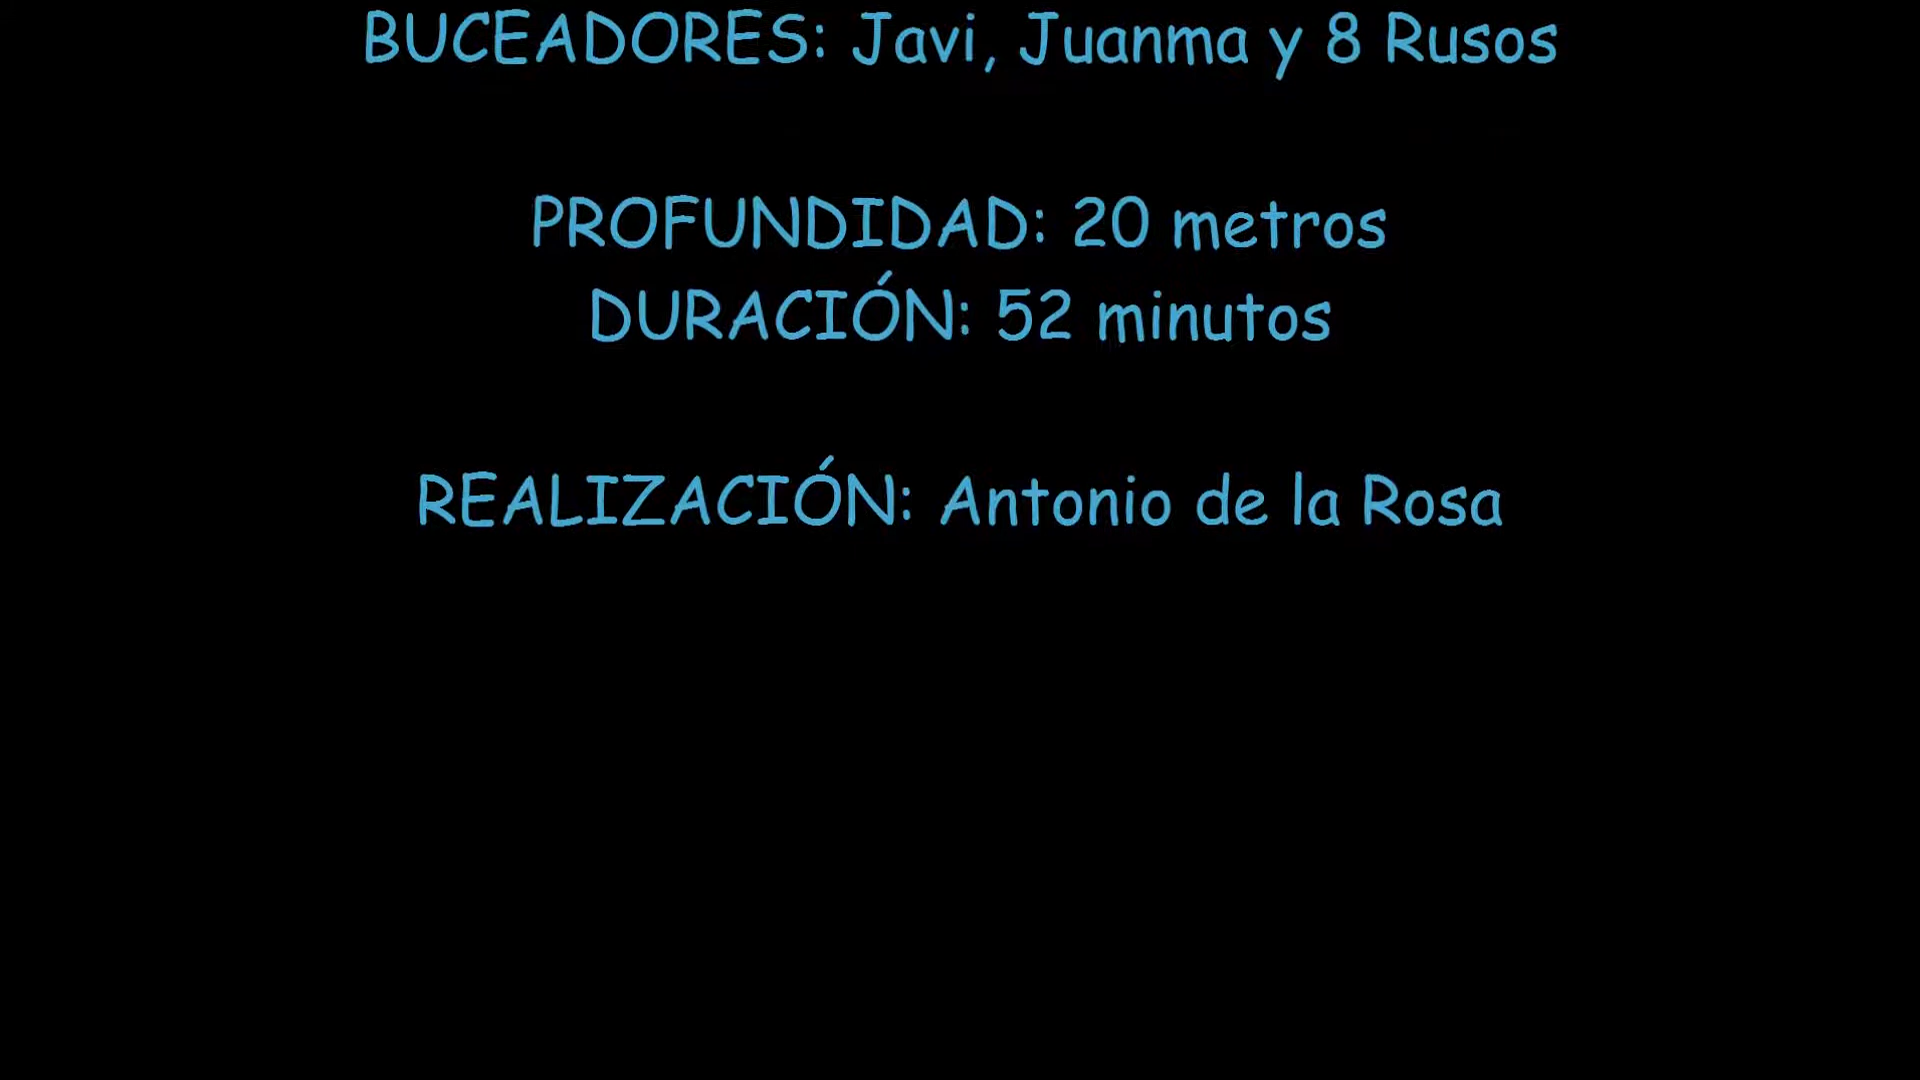 BUCEADORES: Javi, Juanma y 8 Rusos
PROFUNDIDAD: 20 metros
DURACIÓN: 52 minutos
REALIZACIÓN: Antonio de la Rosa